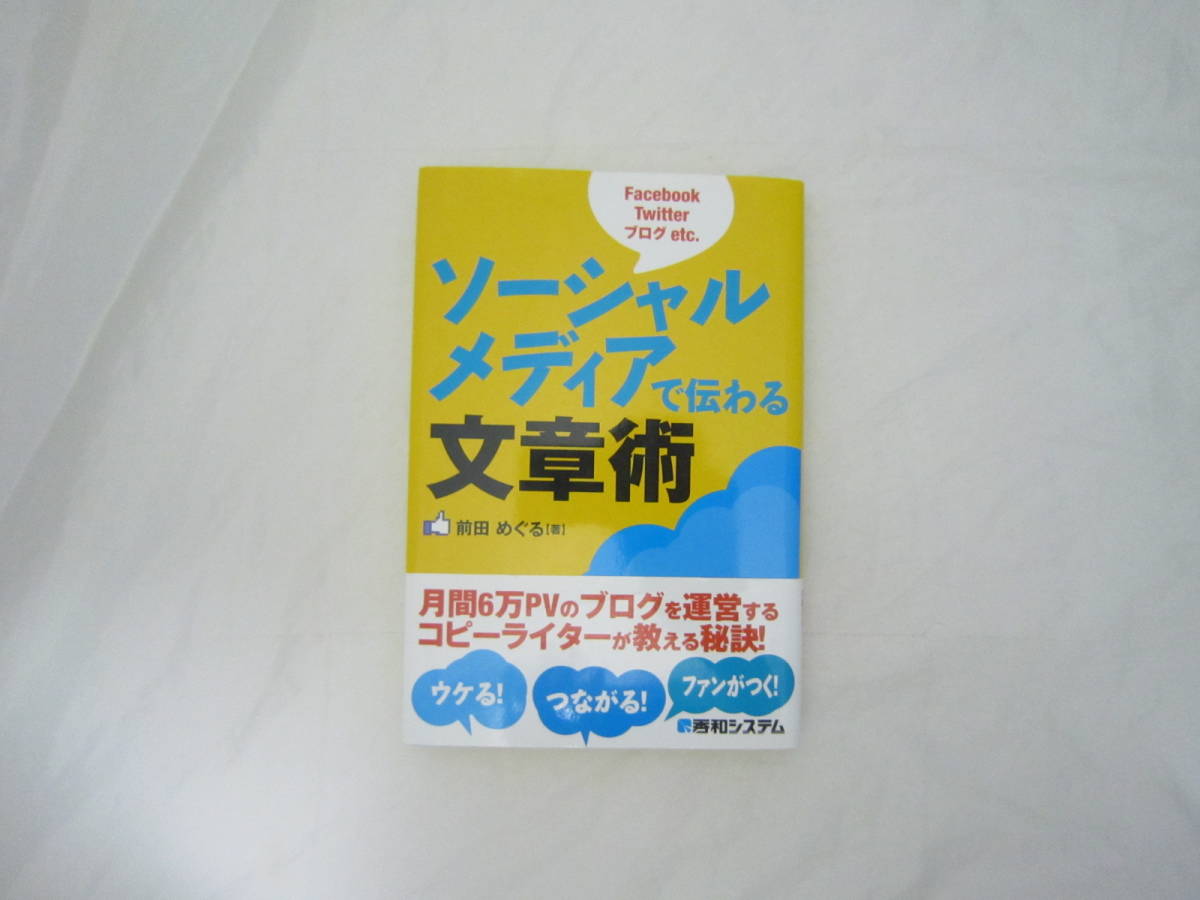 Facebook
Twitter
ブログ etc.
ソーシャル
メディアで伝わる
文章術
前田 めぐる【著】
月間6万PVのブログを運営する
コピーライターが教える秘訣!
ウケる!
つながる!
ファンがつく!
秀和システム